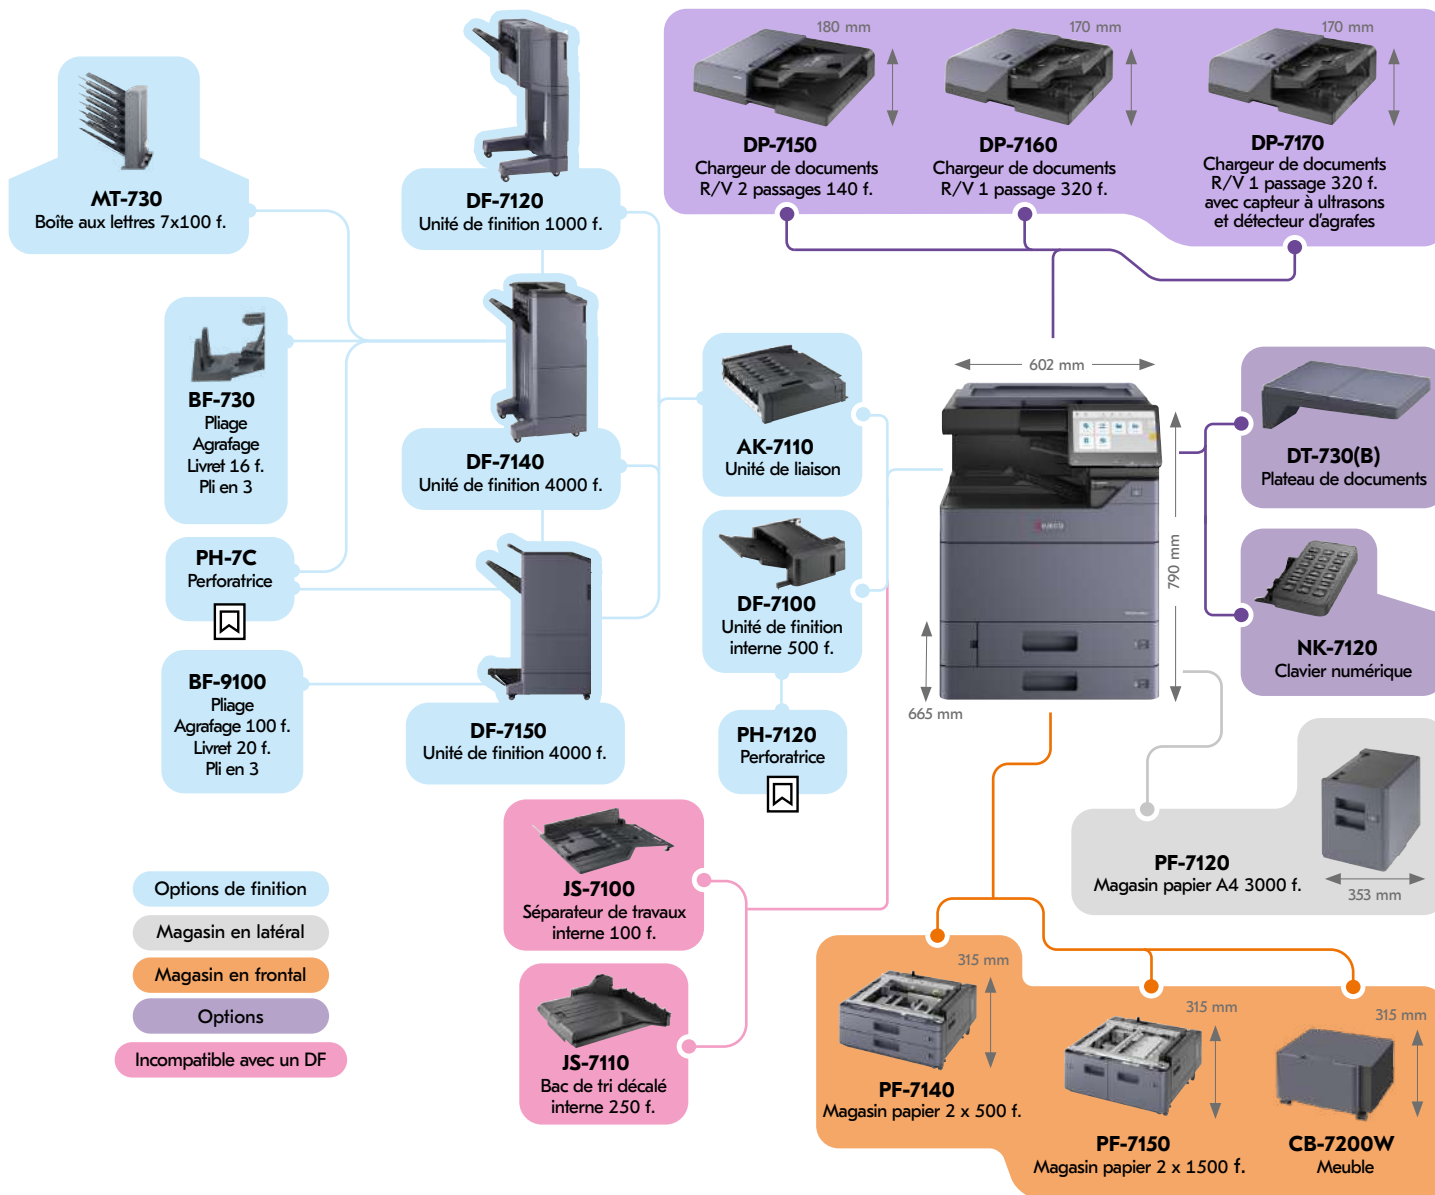 180 mm
170 mm
170 mm
DP-7150
Chargeur de documents
R/V 2 passages 140 f.
DP-7160
Chargeur de documents
R/V 1 passage 320 f.
DP-7170
Chargeur de documents
R/V 1 passage 320 f.
avec capteur à ultrasons
et détecteur d'agrafes
MT-730
Boîte aux lettres 7x100 f.
DF-7120
Unité de finition 1000 f.
BF-730
Pliage
Agrafage
Livret 16 f.
Pli en 3
DF-7140
Unité de finition 4000 f.
AK-7110
Unité de liaison
602 mm
790 mm
665 mm
DT-730(B)
Plateau de documents
PH-7C
Perforatrice
DF-7100
Unité de finition
interne 500 f.
NK-7120
Clavier numérique
BF-9100
Pliage
Agrafage 100 f.
Livret 20 f.
Pli en 3
DF-7150
Unité de finition 4000 f.
PH-7120
Perforatrice
PF-7120
Magasin papier A4 3000 f.
353 mm
JS-7100
Séparateur de travaux
interne 100 f.
JS-7110
Bac de tri décalé
interne 250 f.
Options de finition
Magasin en latéral
Magasin en frontal
Options
Incompatible avec un DF
315 mm
PF-7140
Magasin papier 2 x 500 f.
315 mm
PF-7150
Magasin papier 2 x 1500 f.
315 mm
CB-7200W
Meuble